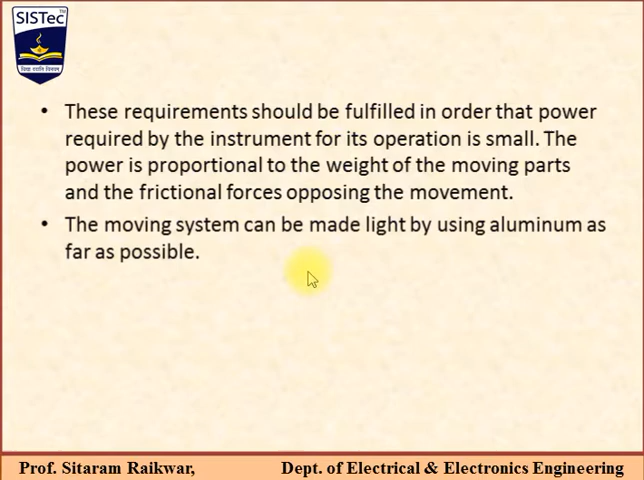 SISTec
• These requirements should be fulfilled in order that power
required by the instrument for its operation is small. The
power is proportional to the weight of the moving parts
and the frictional forces opposing the movement.
• The moving system can be made light by using aluminum as
far as possible.
Prof. Sitaram Raikwar, Dept. of Electrical & Electronics Engineering